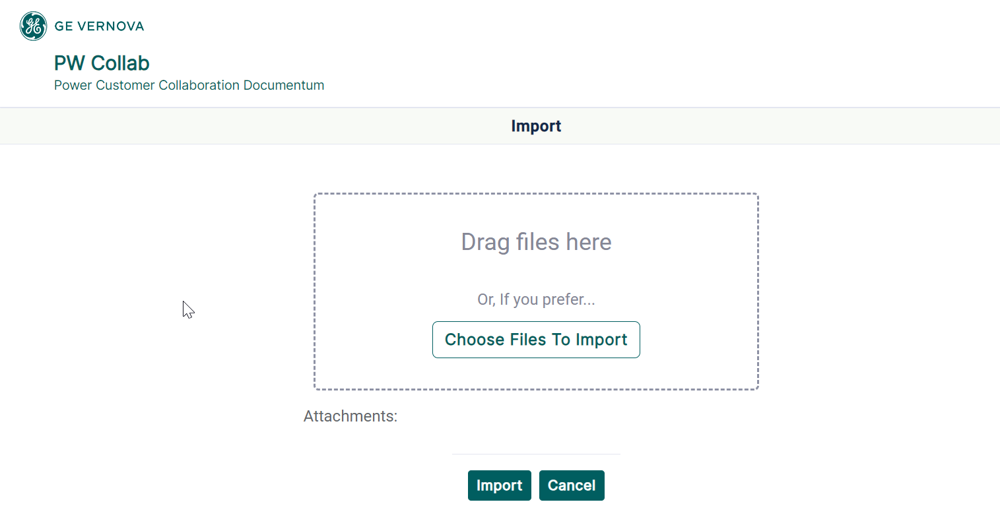 GE VERNOVA
PW Collab
Power Customer Collaboration Documentum
Import
Drag files here
Or, If you prefer...
Choose Files To Import
Attachments:
Import Cancel